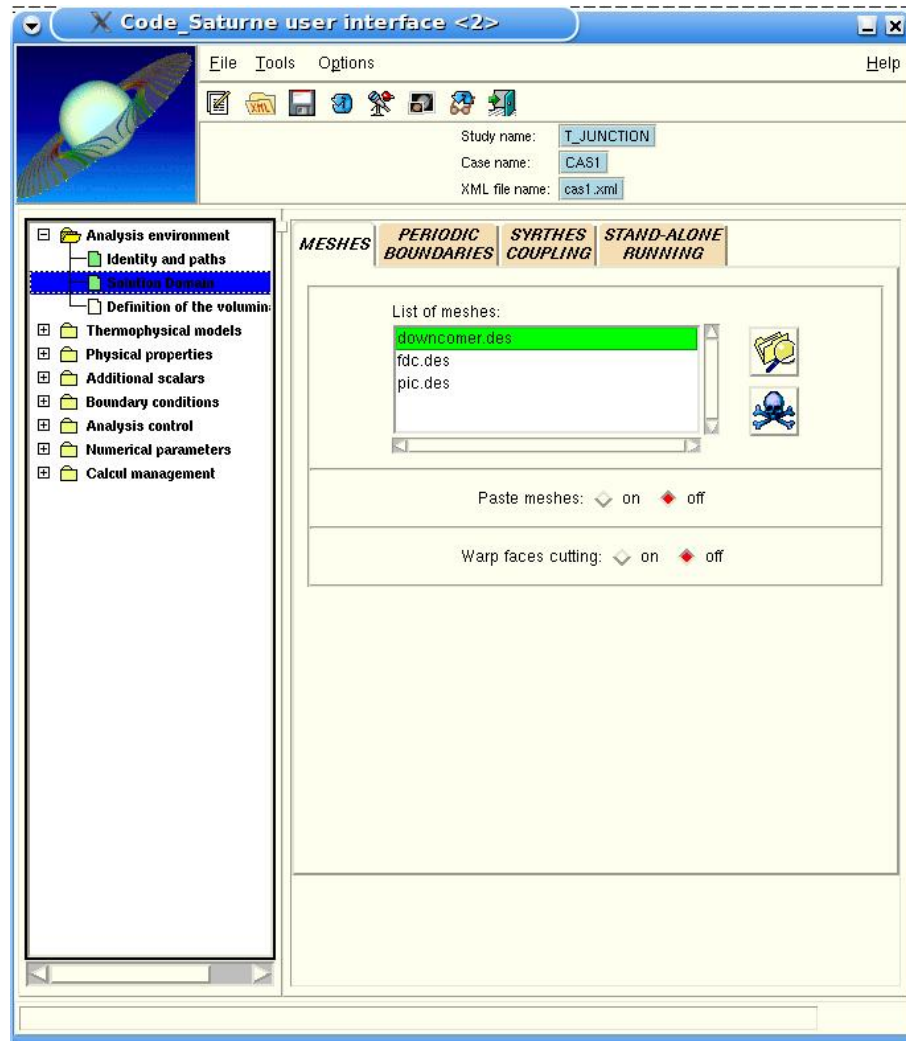 Code_Saturne user interface <2>
File Tools Options Help
XML
Study name: T_JUNCTION
Case name: CAS1
XML file name: cas1.xml
Analysis environment
Identity and paths
Solution Domain
Definition of the volumin
Thermophysical models
Physical properties
Additional scalars
Boundary conditions
Analysis control
Numerical parameters
Calcul management
MESHES
PERIODIC
BOUNDARIES
SYRTHES
COUPLING
STAND-ALONE
RUNNING
List of meshes:
downcomer.des
fdc.des
pic.des
Paste meshes: on off
Warp faces cutting: on off